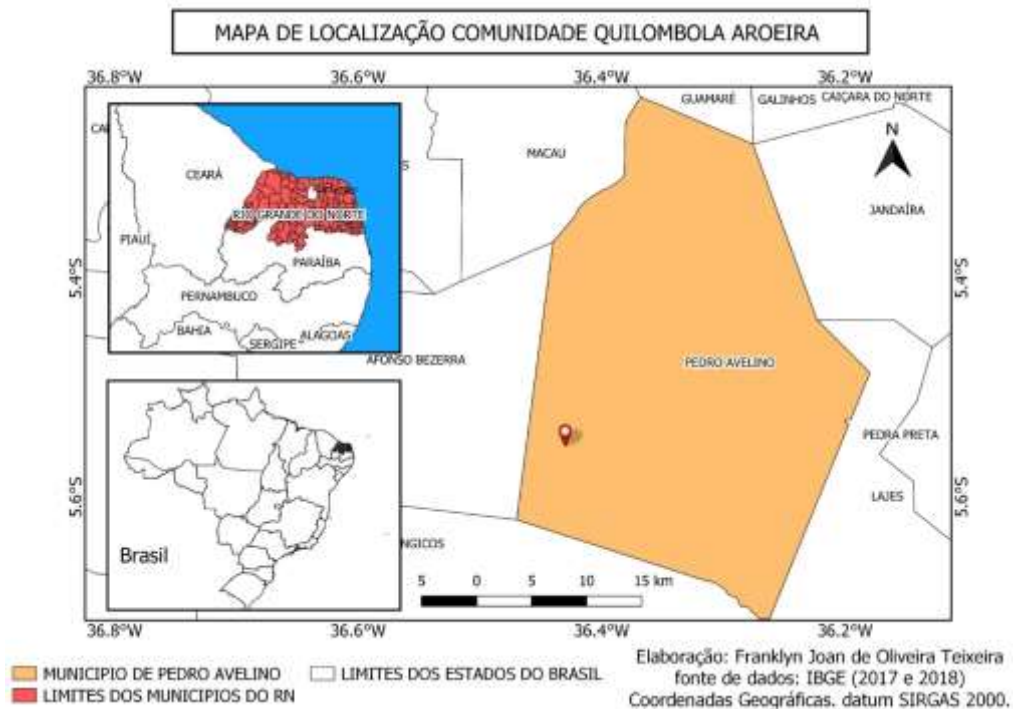 MAPA DE LOCALIZAÇÃO COMUNIDADE QUILOMBOLA AROEIRA
36.8°W 36.6°W 36.4°W 36.2°W
GUAMARÉ GALINHOS CAIÇARA DO NORTE
MACAU
N
JANDAÍRA
CEARÁ
RIO GRANDE DO NORTE
PIAUÍ
PARAÍBA
PERNAMBUCO
BAHIA
SERGIPE
ALAGOAS
5.4°S
5.4°S
AFONSO BEZERRA
PEDRO AVELINO
PEDRA PRETA
LAJES
5.6°S
5.6°S
Brasil
NGICOS
5 0 5 10 15 km
36.8°W 36.6°W 36.4°W 36.2°W
MUNICIPIO DE PEDRO AVELINO
LIMITES DOS ESTADOS DO BRASIL
LIMITES DOS MUNICIPIOS DO RN
Elaboração: Franklyn Joan de Oliveira Teixeira
fonte de dados: IBGE (2017 e 2018)
Coordenadas Geográficas. datum SIRGAS 2000.